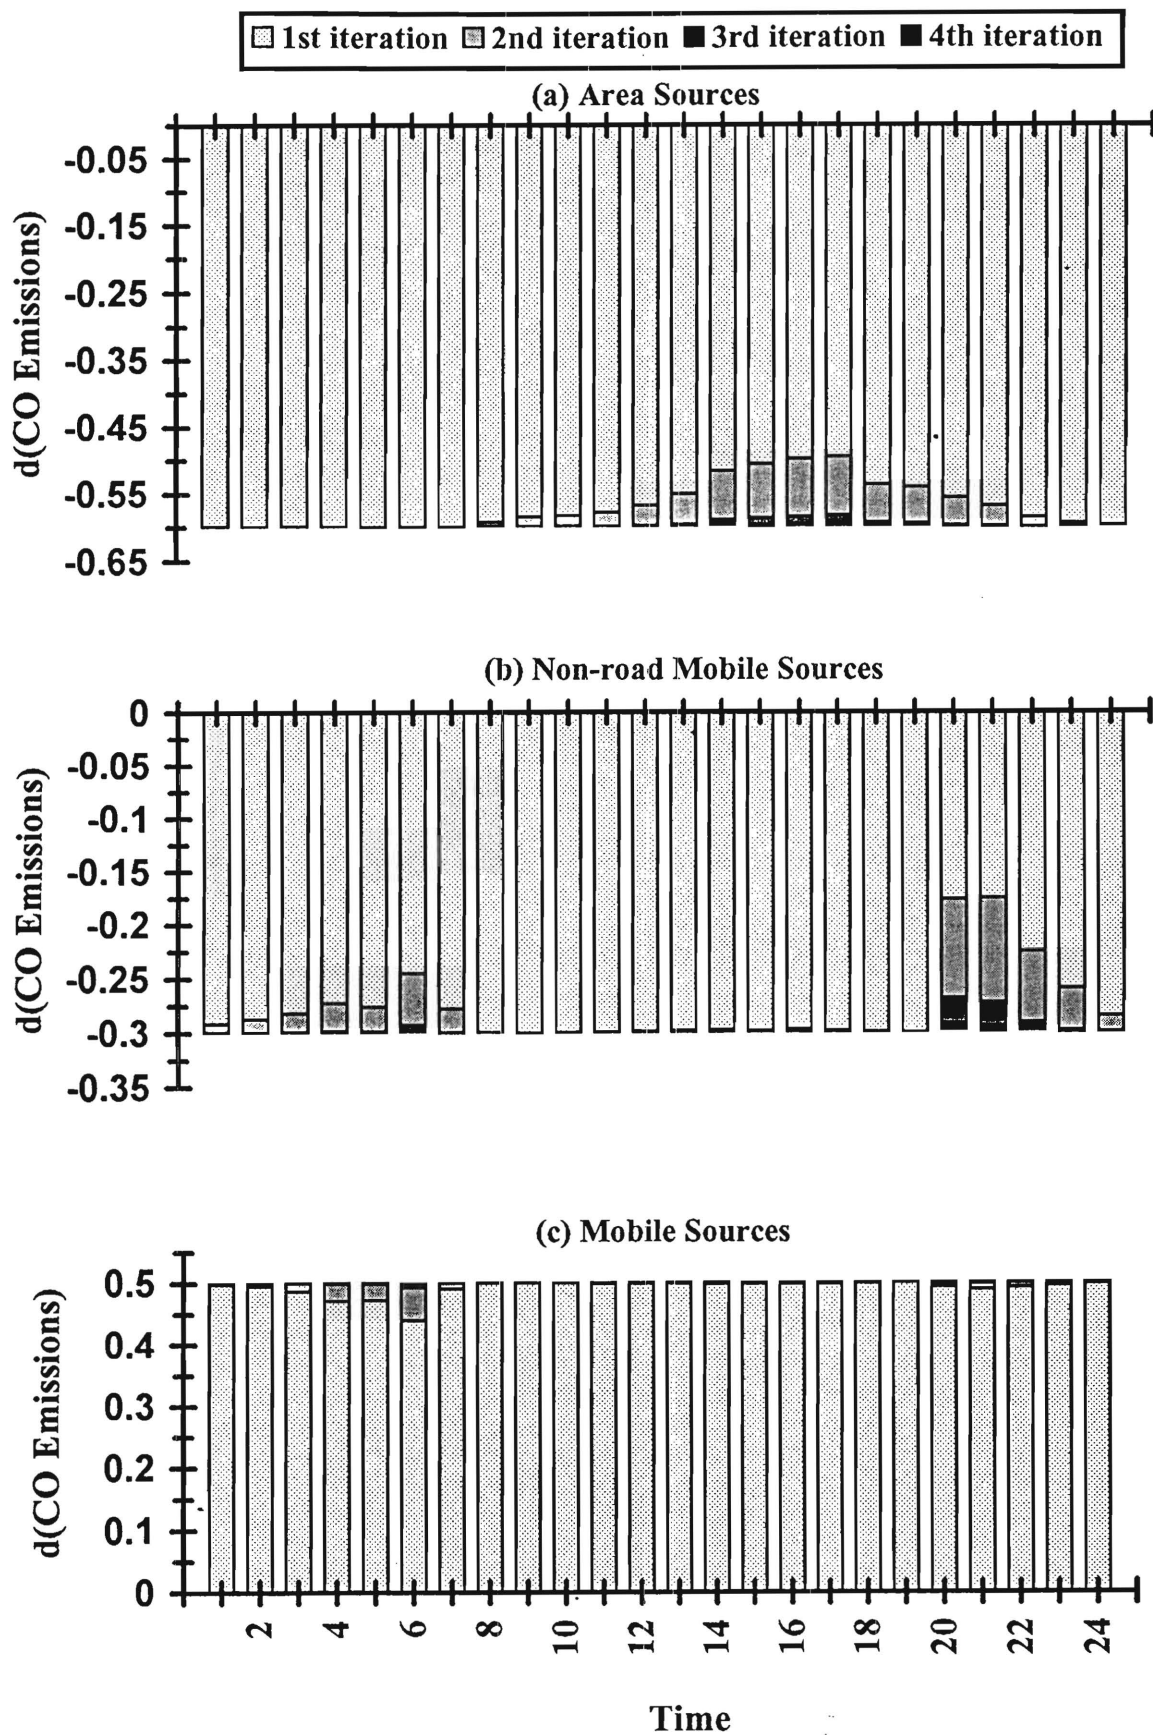 1st iteration 2nd iteration 3rd iteration 4th iteration
(a) Area Sources
-0.05
-0.15
-0.25
-0.35
-0.45
-0.55
-0.65
d(CO Emissions)
(b) Non-road Mobile Sources
0
-0.05
-0.1
-0.15
-0.2
-0.25
-0.3
-0.35
d(CO Emissions)
(c) Mobile Sources
0.5
0.4
0.3
0.2
0.1
0
d(CO Emissions)
2 4 6 8 10 12 14 16 18 20 22 24
Time